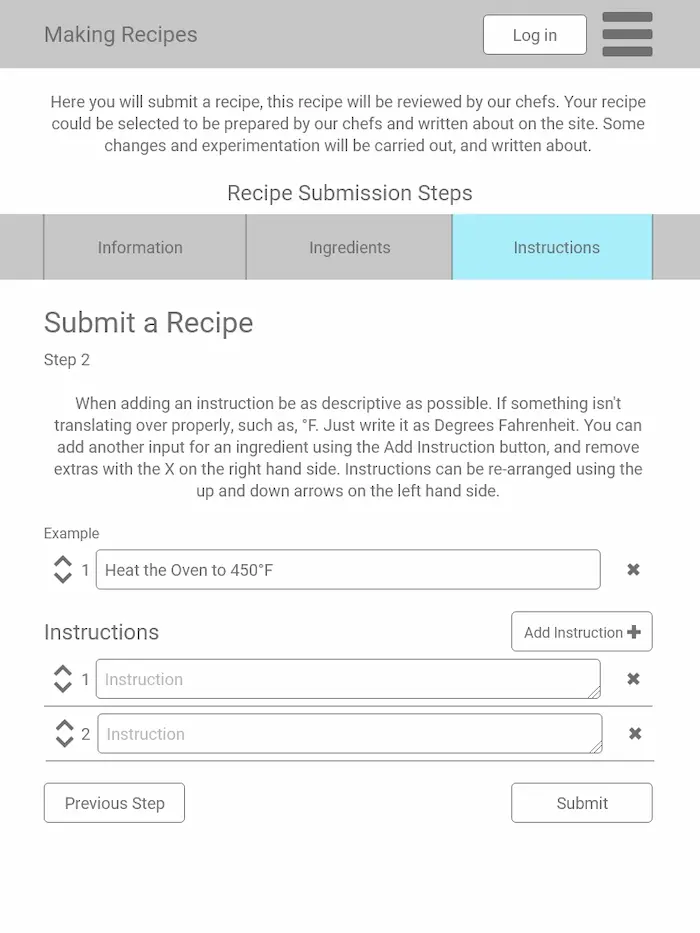 Making Recipes
Log in
Here you will submit a recipe, this recipe will be reviewed by our chefs. Your recipe
could be selected to be prepared by our chefs and written about on the site. Some
changes and experimentation will be carried out, and written about.
Recipe Submission Steps
Information
Ingredients
Instructions
Submit a Recipe
Step 2
When adding an instruction be as descriptive as possible. If something isn't
translating over properly, such as, °F. Just write it as Degrees Fahrenheit. You can
add another input for an ingredient using the Add Instruction button, and remove
extras with the X on the right hand side. Instructions can be re-arranged using the
up and down arrows on the left hand side.
Example
1 Heat the Oven to 450°F
Instructions
Add Instruction
1 Instruction
2 Instruction
Previous Step
Submit